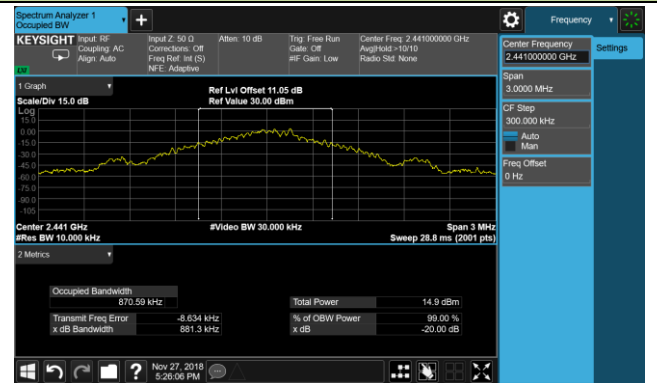 Spectrum Analyzer 1
Occupied BW
Frequency
KEYSIGHT
Input: RF
Coupling: AC
Align: Auto
Input Z: 50 Ω
Corrections: Off
Freq Ref: Int (S)
NFE: Adaptive
Atten: 10 dB
Trig: Free Run
Gate: Off
#IF Gain: Low
Center Freq: 2.441000000 GHz
Avg|Hold:>10/10
Radio Std: None
Center Frequency
2.441000000 GHz
Settings
Span
3.0000 MHz
CF Step
300.000 kHz
Auto
Man
Freq Offset
0 Hz
1 Graph
Scale/Div 15.0 dB
Ref Lvl Offset 11.05 dB
Ref Value 30.00 dBm
Log
15.0
0.00
-15.0
-30.0
-45.0
-60.0
-75.0
-90.0
-105
Center 2.441 GHz
#Video BW 30.000 kHz
Span 3 MHz
#Res BW 10.000 kHz
Sweep 28.8 ms (2001 pts)
2 Metrics
Occupied Bandwidth
870.59 kHz
Total Power
14.9 dBm
Transmit Freq Error
-8.634 kHz
% of OBW Power
99.00 %
x dB Bandwidth
881.3 kHz
x dB
-20.00 dB
?
Nov 27, 2018
5:26:06 PM